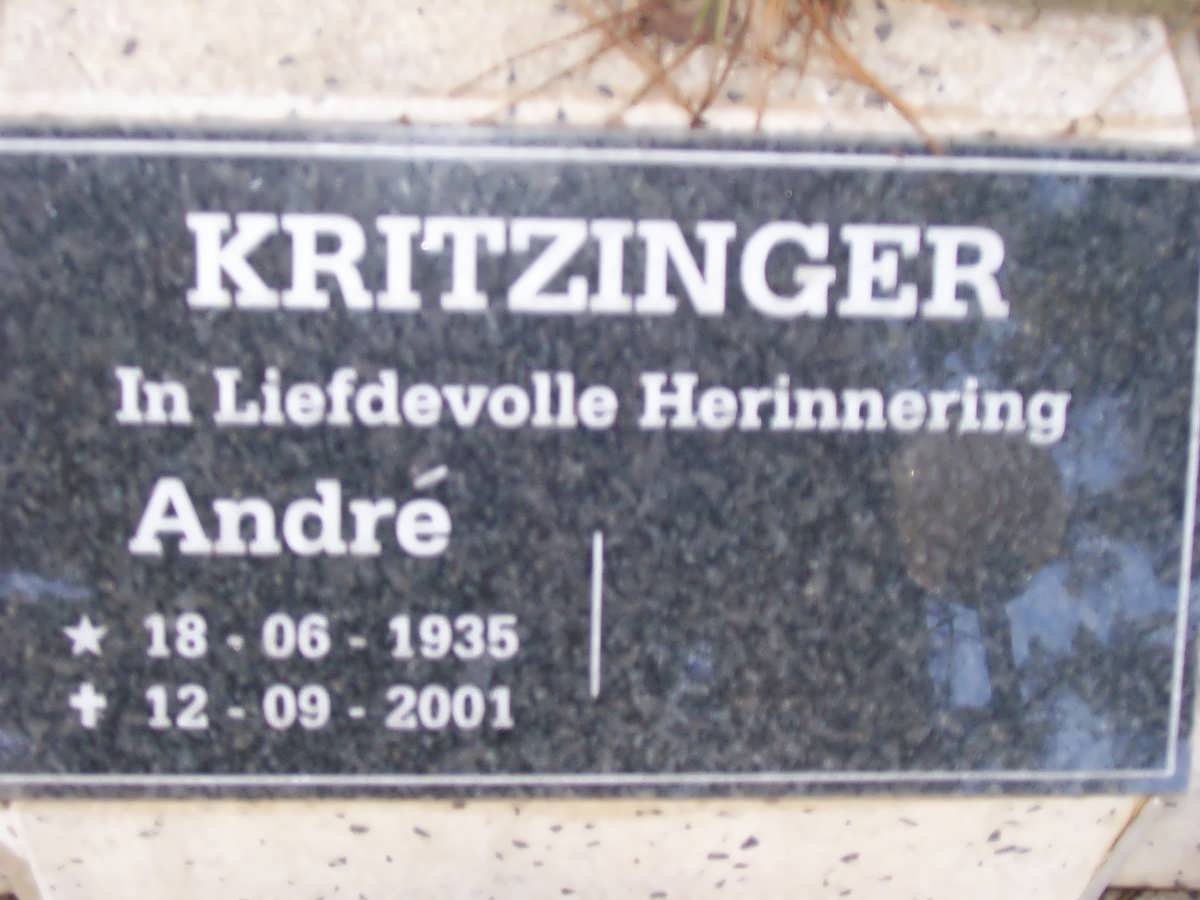 KRITZINGER
In Liefdevolle Herinnering
André
★ 18 - 06 - 1935
✝ 12 - 09 - 2001